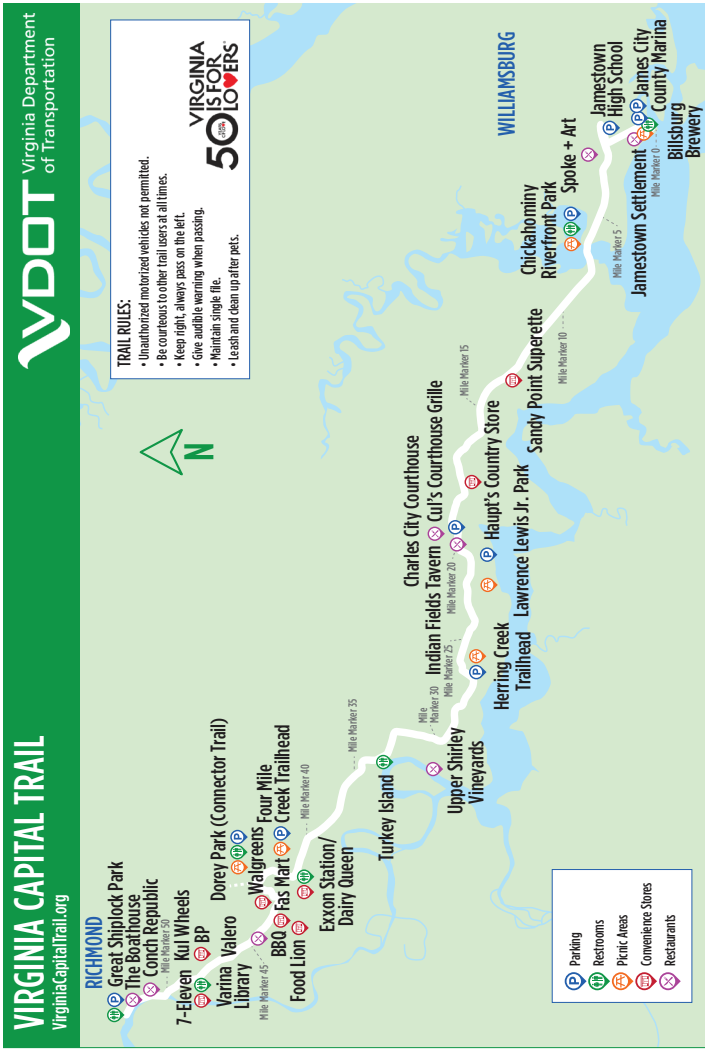 VIRGINIA CAPITAL TRAIL
VirginiaCapitalTrail.org
VDOT
Virginia Department
of Transportation
RICHMOND
Great Shiplock Park
The Boathouse
Conch Republic
Mile Marker 50
7-Eleven
Kul Wheels
BP
Varina
Library
Valero
Mile Marker 45
Dorey Park (Connector Trail)
Walgreens
Four Mile
Creek Trailhead
Fas Mart
BBQ
Food Lion
Exxon Station/
Dairy Queen
Mile Marker 40
Mile Marker 35
Turkey Island
Upper Shirley
Vineyards
Mile
Marker 30
Mile Marker 25
Herring Creek
Trailhead
Charles City Courthouse
Indian Fields Tavern
Cul's Courthouse Grille
Mile Marker 20
Haupt's Country Store
Lawrence Lewis Jr. Park
Mile Marker 15
Sandy Point Superette
Mile Marker 10
Chickahominy
Riverfront Park
Mile Marker 5
Spoke + Art
WILLIAMSBURG
Jamestown
High School
James City
County Marina
Jamestown Settlement
Mile Marker 0
Billsburg
Brewery
N
TRAIL RULES:
• Unauthorized motorized vehicles not permitted.
• Be courteous to other trail users at all times.
• Keep right, always pass on the left.
• Give audible warning when passing.
• Maintain single file.
• Leash and clean up after pets.
50
VIRGINIA
IS FOR
LOVERS
P Parking
Restrooms
Picnic Areas
Convenience Stores
Restaurants